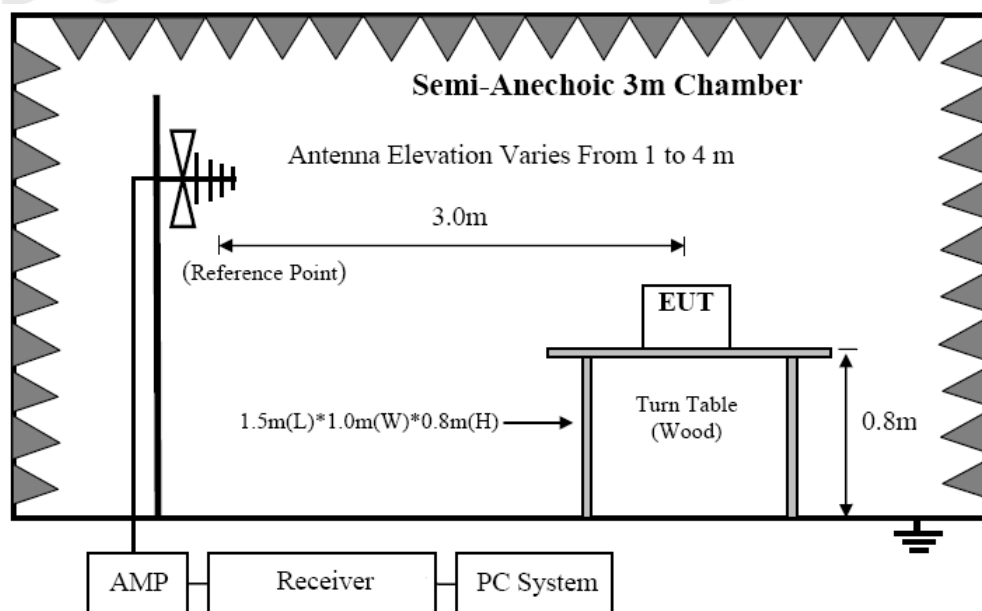 Semi-Anechoic 3m Chamber
Antenna Elevation Varies From 1 to 4 m
3.0m
(Reference Point)
EUT
1.5m(L)*1.0m(W)*0.8m(H)
Turn Table
(Wood)
0.8m
AMP
Receiver
PC System